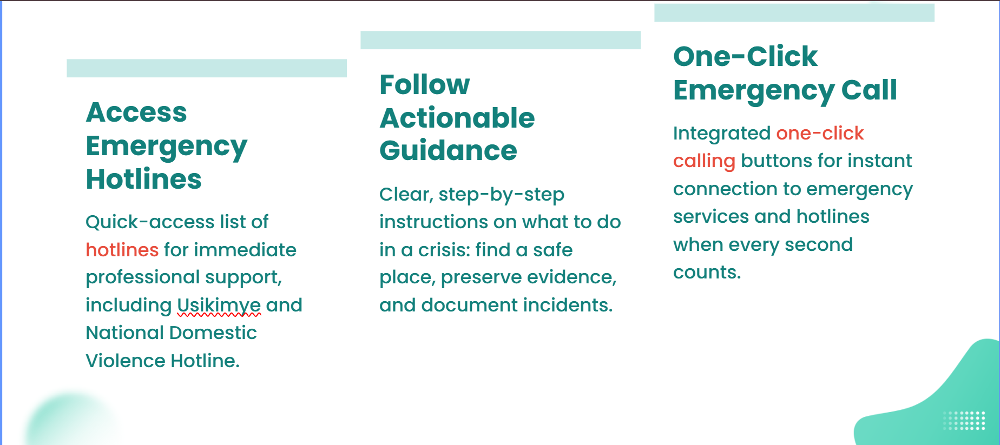 Access
Emergency
Hotlines
Quick-access list of
hotlines for immediate
professional support,
including Usikimye and
National Domestic
Violence Hotline.
Follow
Actionable
Guidance
Clear, step-by-step
instructions on what to do
in a crisis: find a safe
place, preserve evidence,
and document incidents.
One-Click
Emergency Call
Integrated one-click
calling buttons for instant
connection to emergency
services and hotlines
when every second
counts.